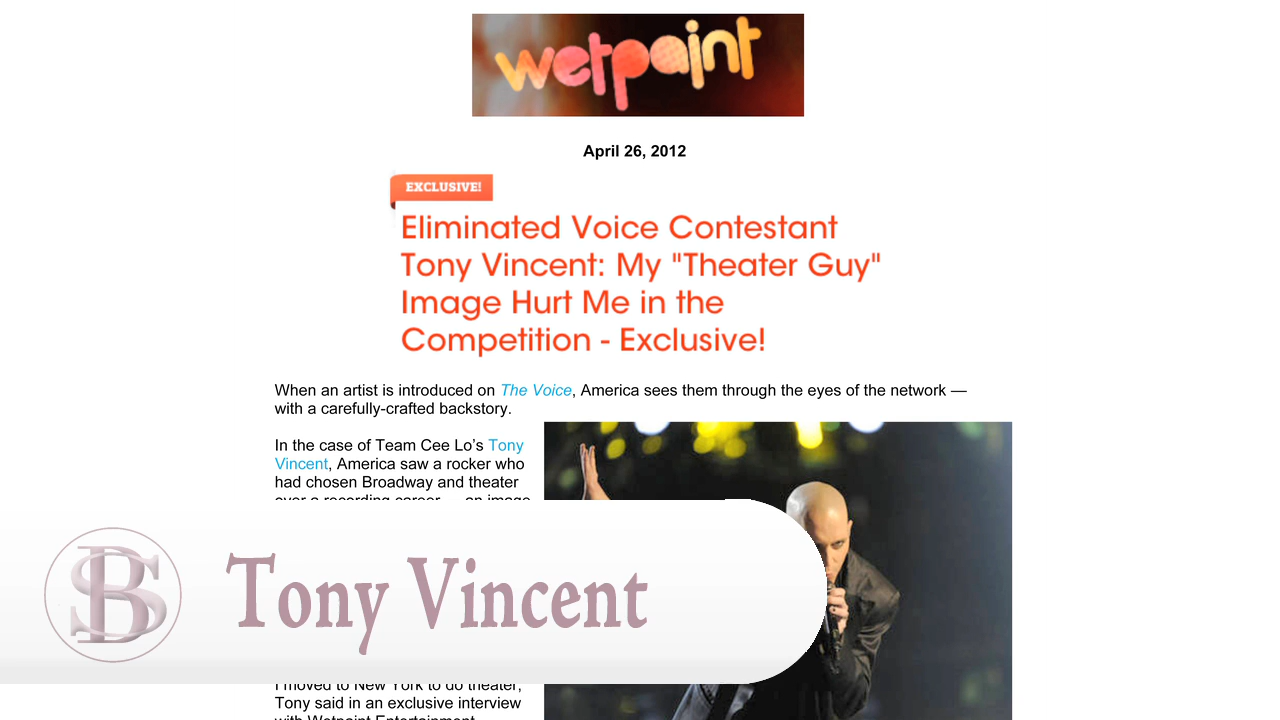 wetpaint
April 26, 2012
EXCLUSIVE!
Eliminated Voice Contestant
Tony Vincent: My "Theater Guy"
Image Hurt Me in the
Competition - Exclusive!
When an artist is introduced on The Voice, America sees them through the eyes of the network —
with a carefully-crafted backstory.
In the case of Team Cee Lo's Tony
Vincent, America saw a rocker who
had chosen Broadway and theater
over a recording career — an image
SB Tony Vincent
I moved to New York to do theater,
Tony said in an exclusive interview
with Wetpaint Entertainment